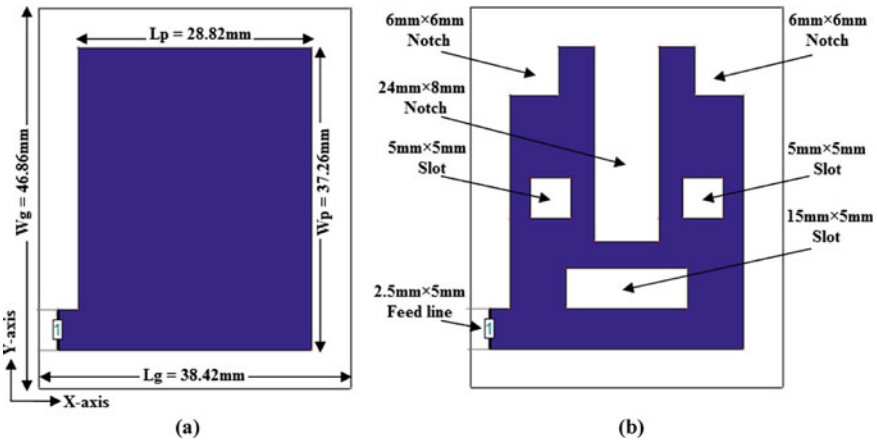 Lp = 28.82mm
Wg = 46.86mm
Wp = 37.26mm
1
Y-axis
Lg = 38.42mm
X-axis
(a)
6mm×6mm
Notch
6mm×6mm
Notch
24mm×8mm
Notch
5mm×5mm
Slot
5mm×5mm
Slot
15mm×5mm
Slot
2.5mm×5mm
Feed line
1
(b)